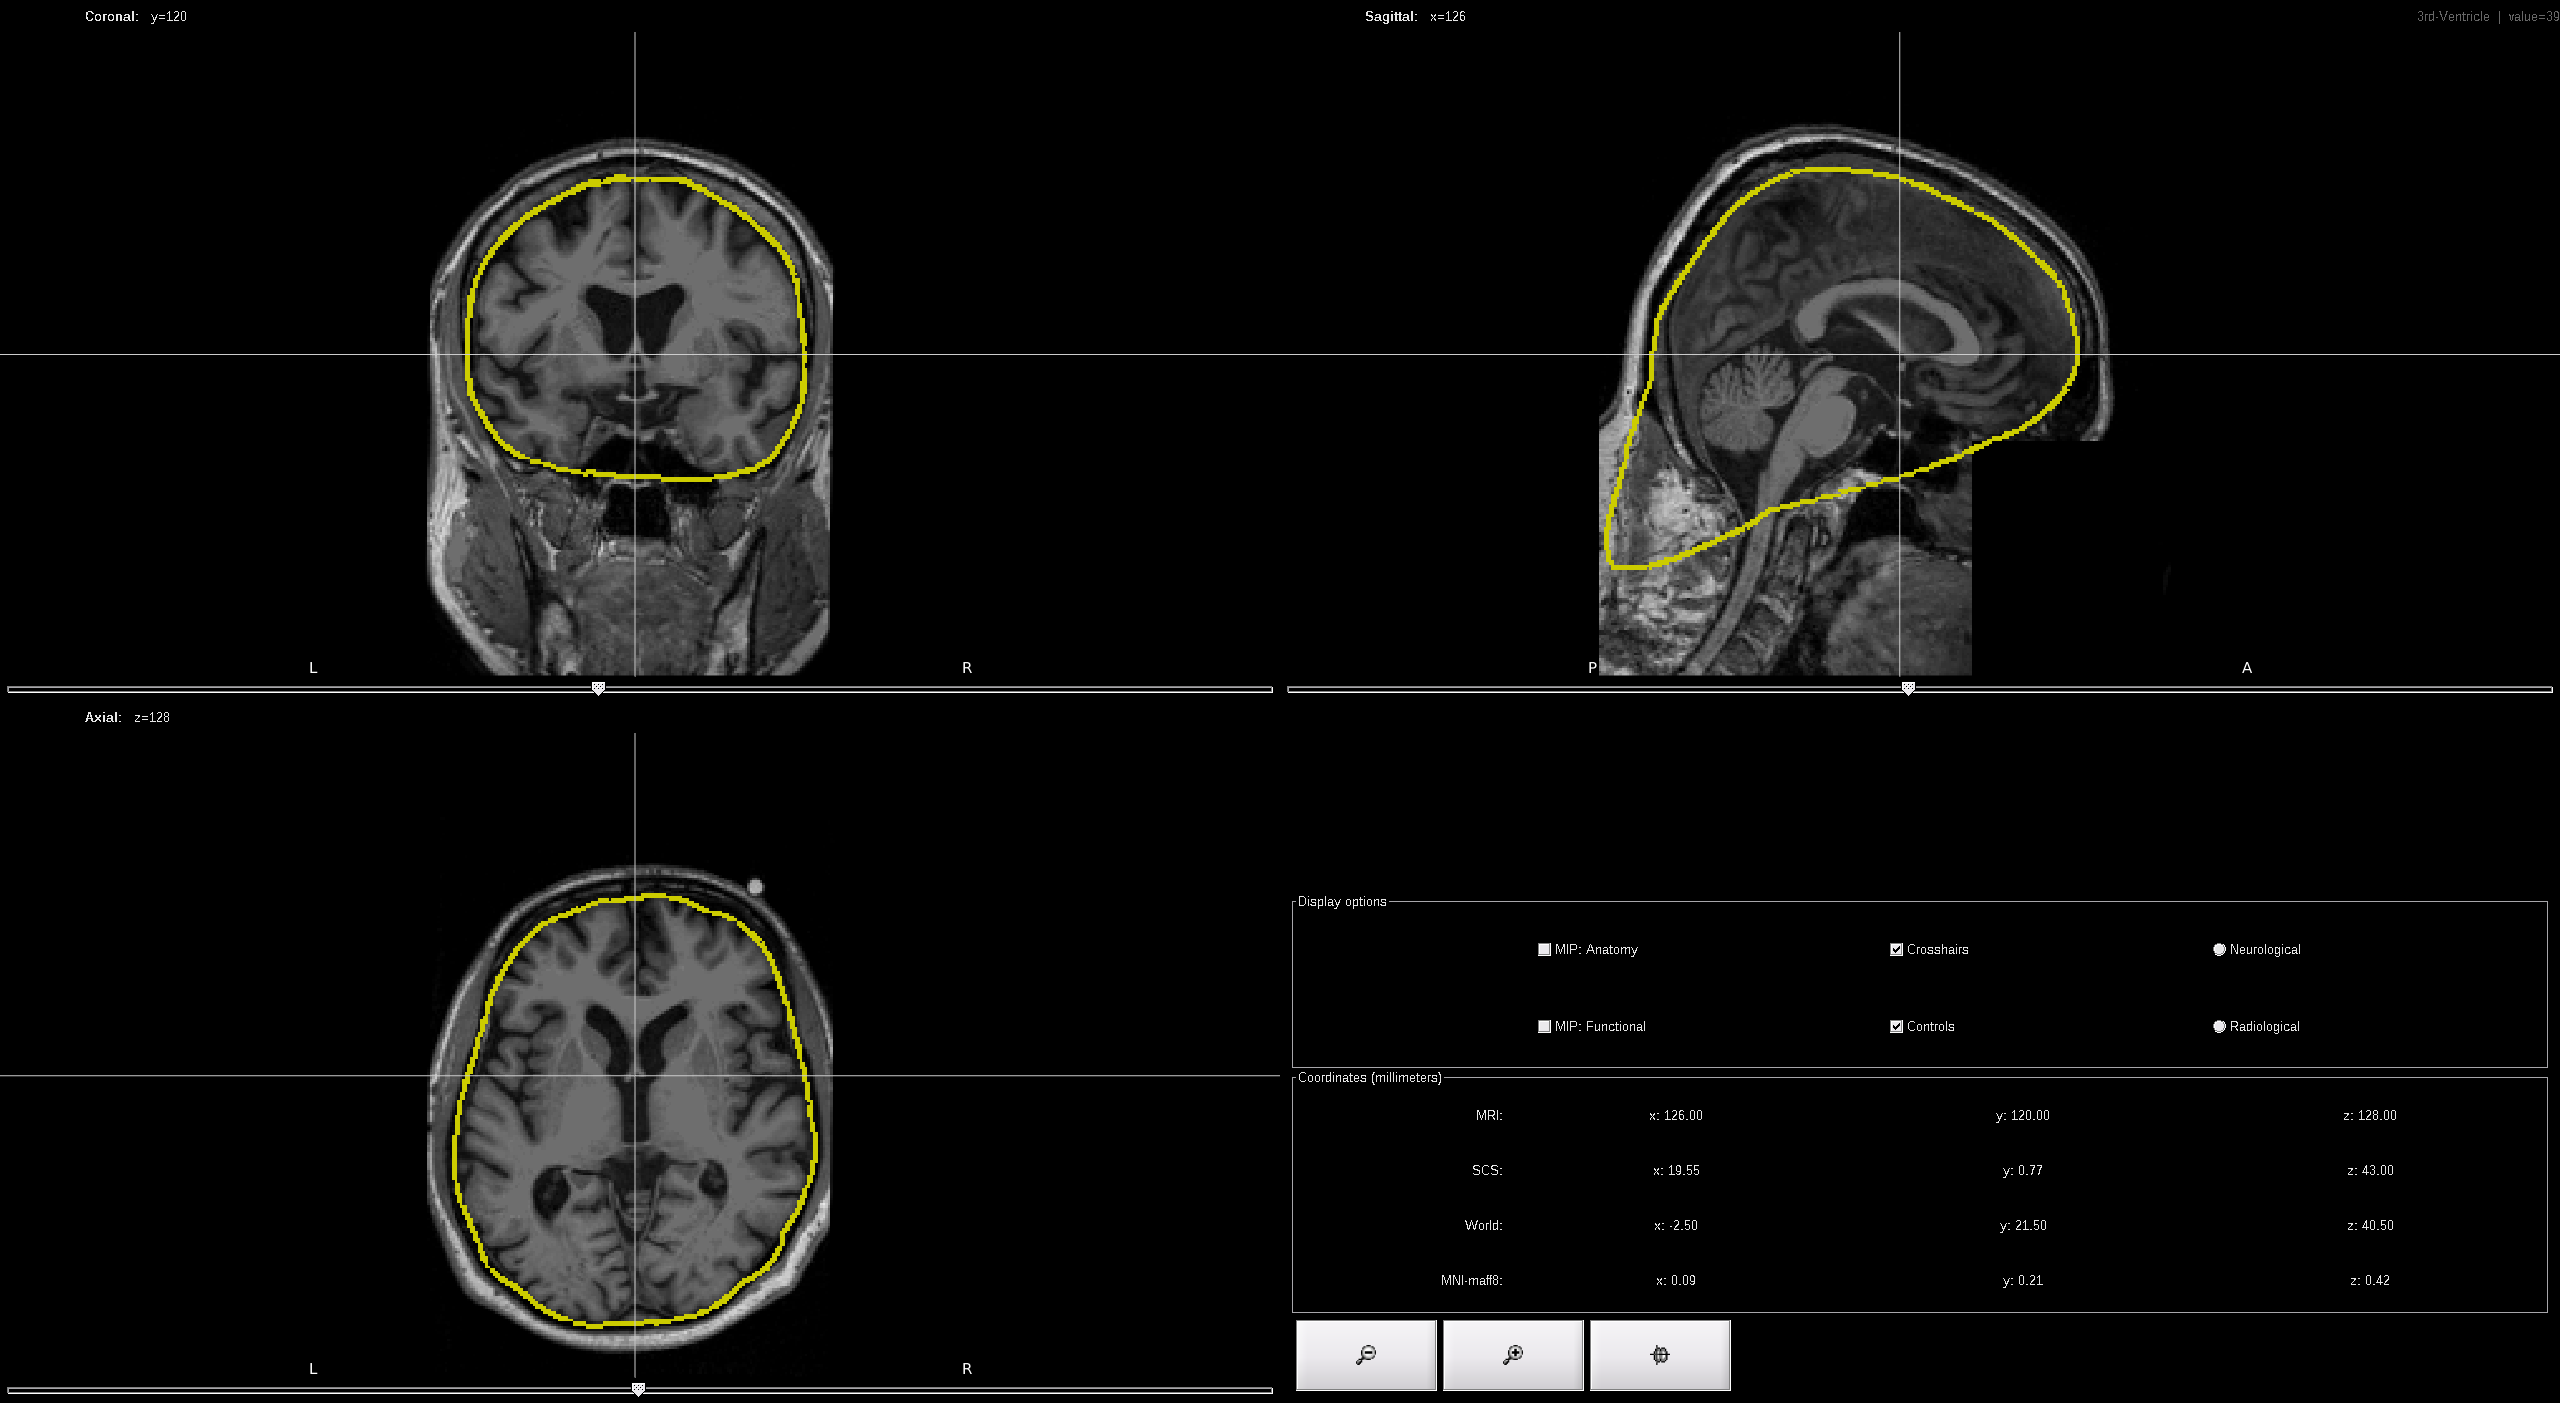 Coronal: y=120
Sagittal: x=126
3rd-Ventricle | value=39
L R
P A
Axial: z=128
L R
Display options
MIP: Anatomy
Crosshairs
Neurological
MIP: Functional
Controls
Radiological
Coordinates (millimeters)
MRI: x: 126.00 y: 120.00 z: 128.00
SCS: x: 19.55 y: 0.77 z: 43.00
World: x: -2.50 y: 21.50 z: 40.50
MNI-maff8: x: 0.09 y: 0.21 z: 0.42